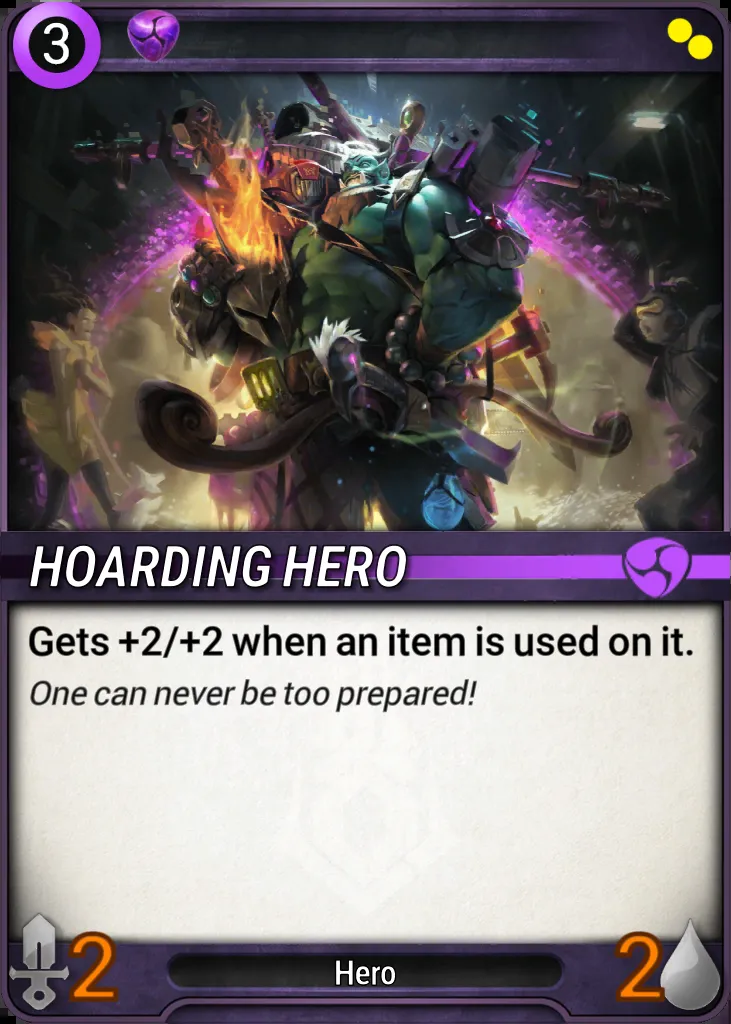 3
HOARDING HERO
Gets +2/+2 when an item is used on it.
One can never be too prepared!
2 Hero 2